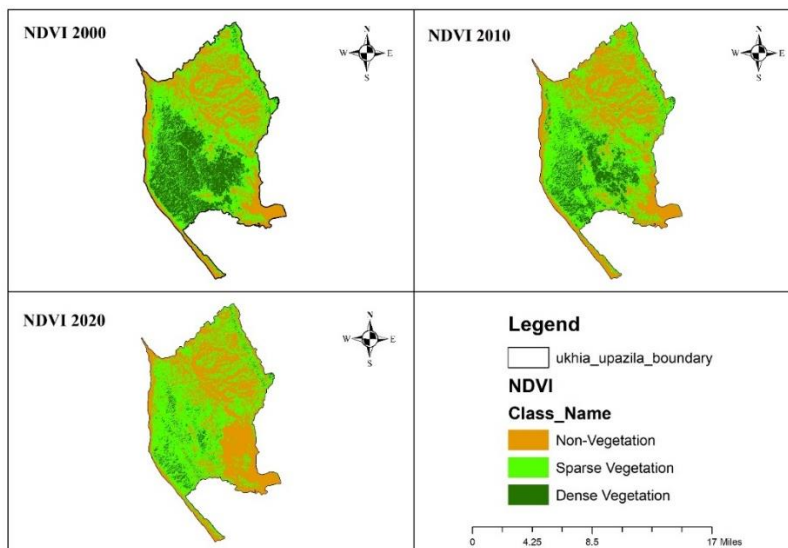 NDVI 2000
N
W E
S
NDVI 2010
N
W E
S
NDVI 2020
N
W E
S
Legend
ukhia_upazila_boundary
NDVI
Class_Name
Non-Vegetation
Sparse Vegetation
Dense Vegetation
0 4.25 8.5 17 Miles